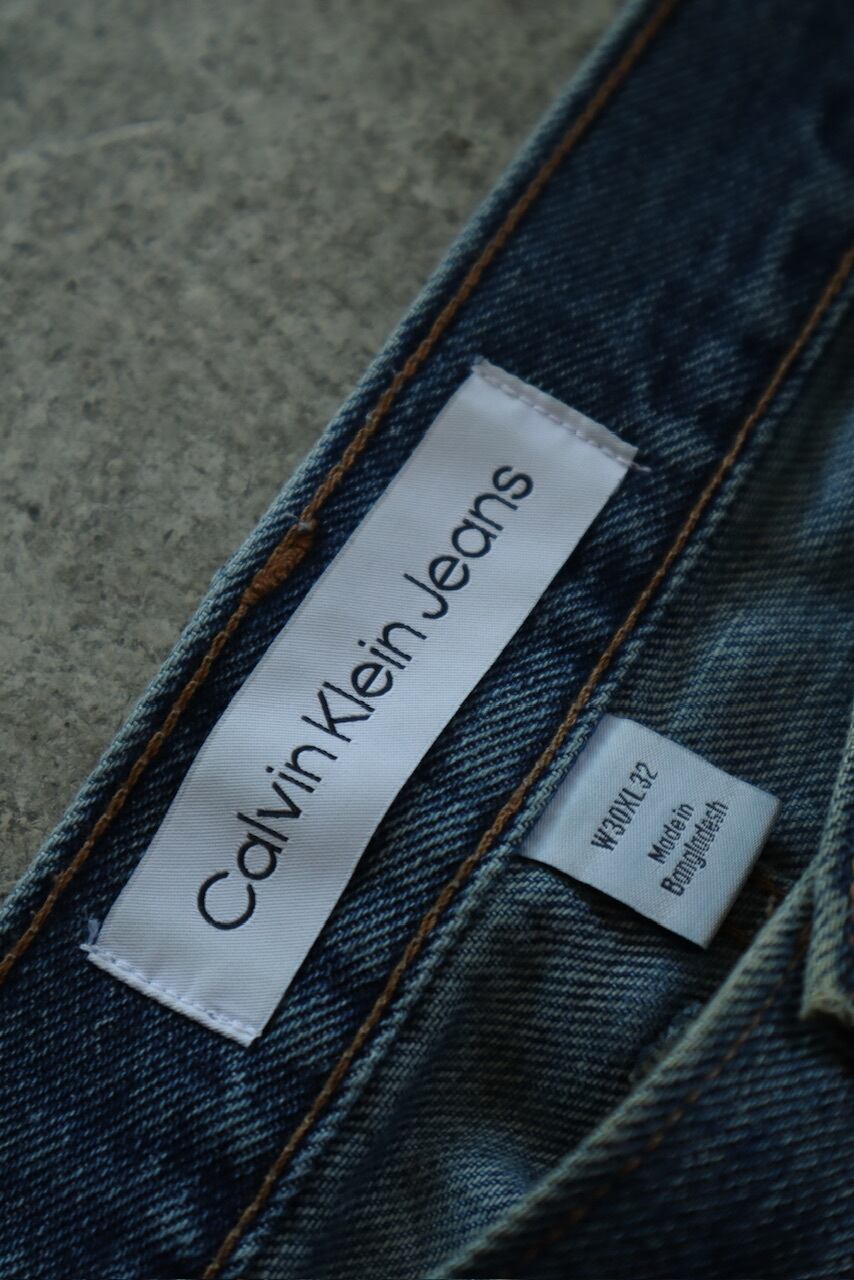 Calvin Klein Jeans
W30XL32
Made in
Bangladesh